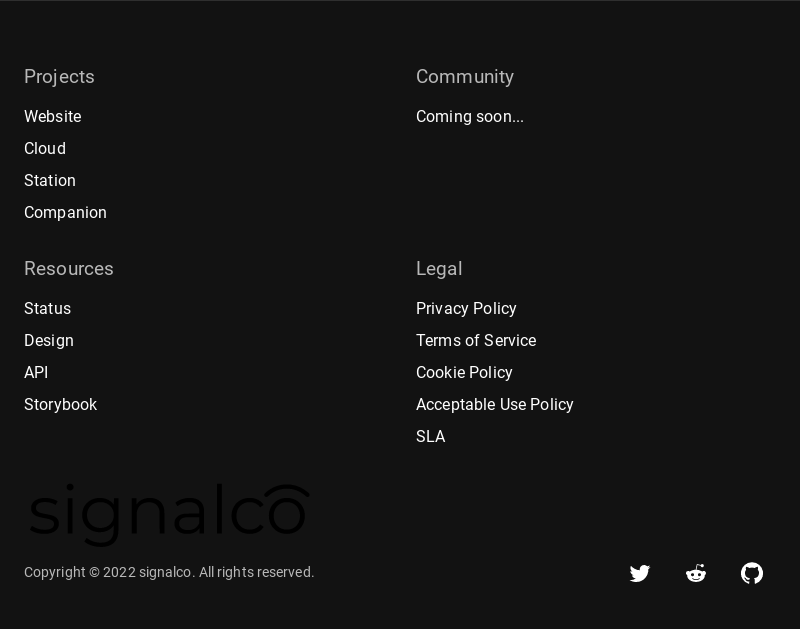 Projects
Website
Cloud
Station
Companion
Community
Coming soon...
Resources
Status
Design
API
Storybook
Legal
Privacy Policy
Terms of Service
Cookie Policy
Acceptable Use Policy
SLA
signalco
Copyright © 2022 signalco. All rights reserved.